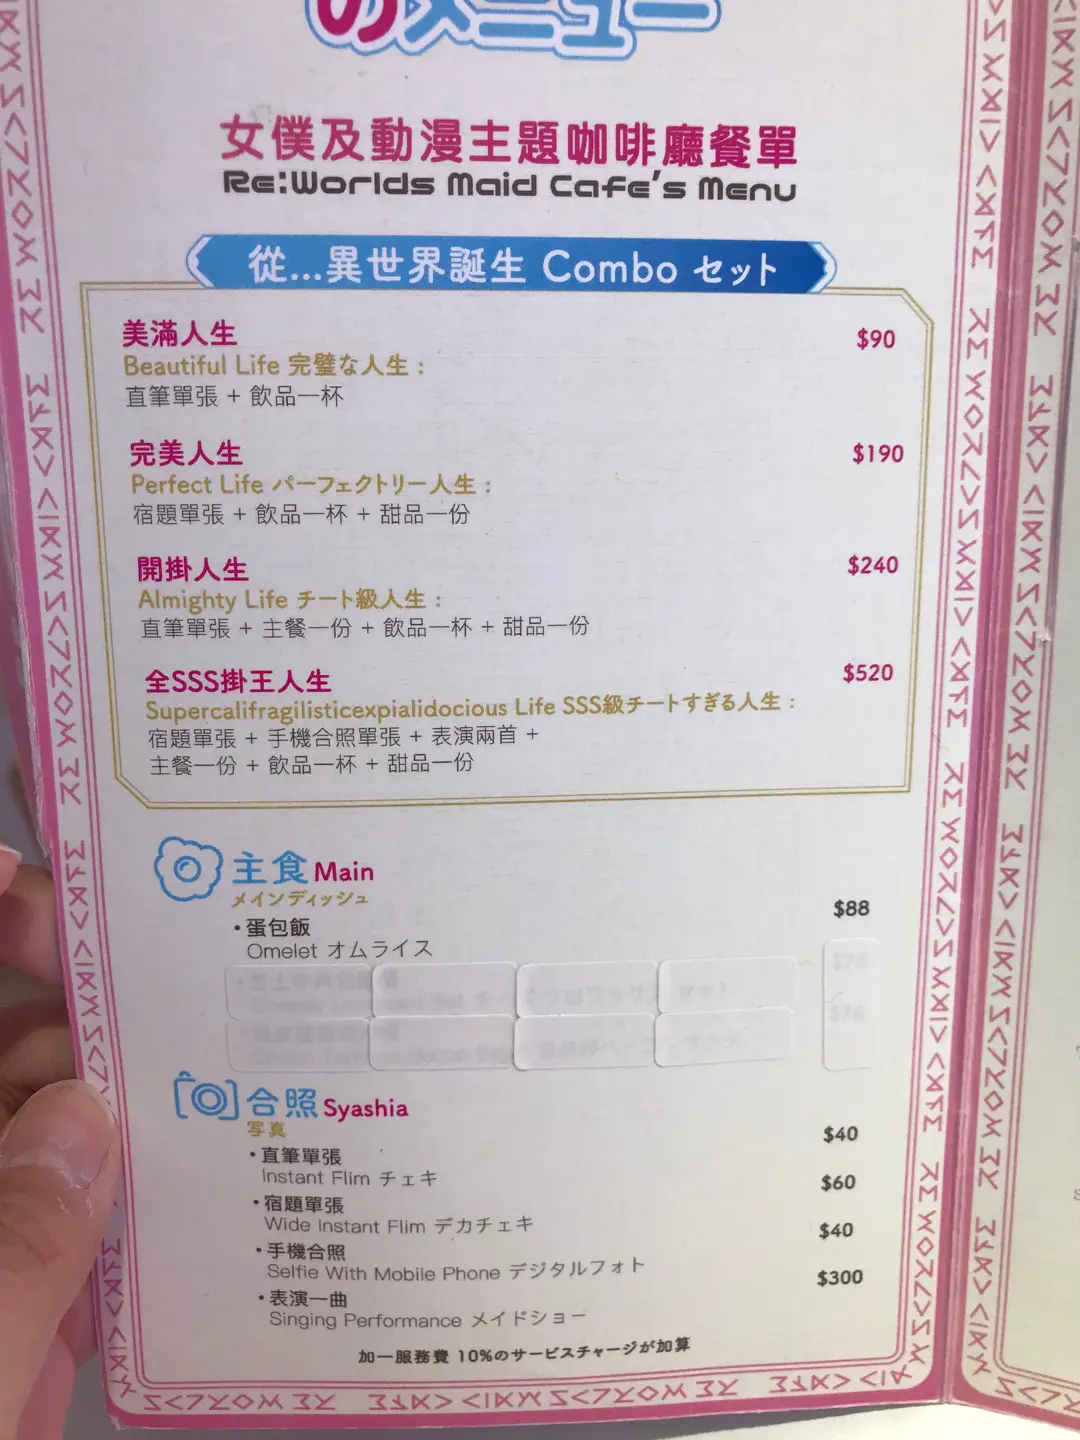 のメニュー
女僕及動漫主題咖啡廳餐單
Re:Worlds Maid Cafe's Menu
從...異世界誕生 Combo セット
美滿人生 $90
Beautiful Life 完璧な人生：
直筆單張 + 飲品一杯
完美人生 $190
Perfect Life パーフェクトリー人生：
宿題單張 + 飲品一杯 + 甜品一份
開掛人生 $240
Almighty Life チート級人生：
直筆單張 + 主餐一份 + 飲品一杯 + 甜品一份
全SSS掛王人生 $520
Supercalifragilisticexpialidocious Life SSS級チートすぎる人生：
宿題單張 + 手機合照單張 + 表演兩首 +
主餐一份 + 飲品一杯 + 甜品一份
主食 Main
メインディッシュ
・蛋包飯 $88
Omelet オムライス
合照 Syashia
写真
・直筆單張 $40
Instant Flim チェキ
・宿題單張 $60
Wide Instant Flim デカチェキ
・手機合照 $40
Selfie With Mobile Phone デジタルフォト
・表演一曲 $300
Singing Performance メイドショー
加一服務費 10%のサービスチャージが加算